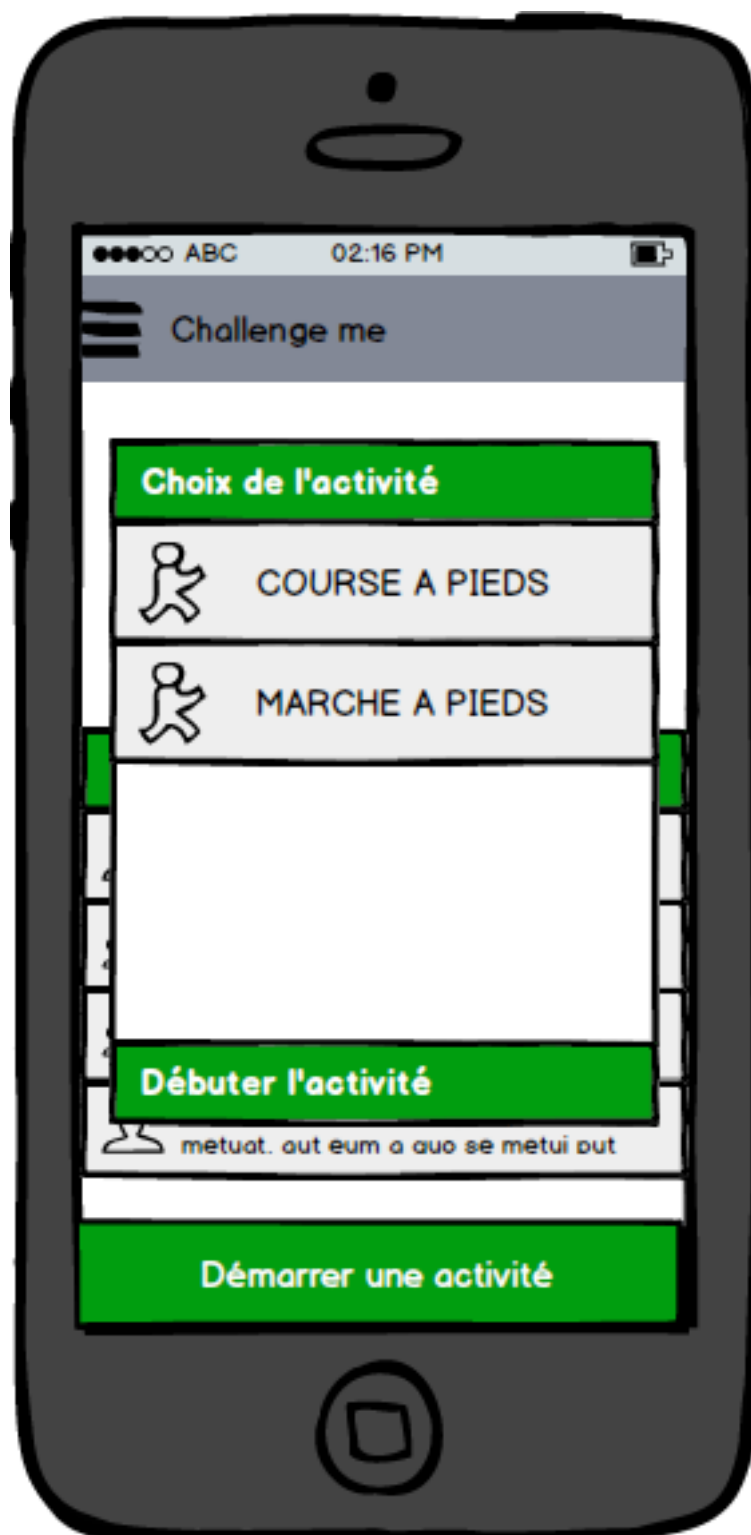 ABC 02:16 PM
Challenge me
Choix de l'activité
COURSE A PIEDS
MARCHE A PIEDS
Débuter l'activité
metuat, aut eum a quo se metui put
Démarrer une activité